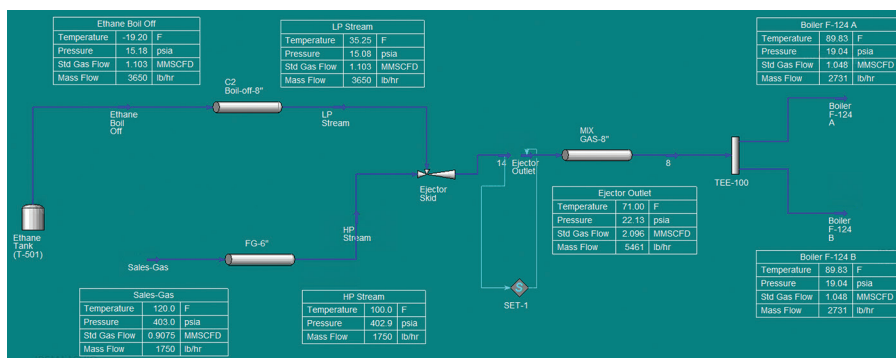 Ethane Boil Off
Temperature -19.20 F
Pressure 15.18 psia
Std Gas Flow 1.103 MMSCFD
Mass Flow 3650 lb/hr
LP Stream
Temperature 35.25 F
Pressure 15.08 psia
Std Gas Flow 1.103 MMSCFD
Mass Flow 3650 lb/hr
Boiler F-124 A
Temperature 89.83 F
Pressure 19.04 psia
Std Gas Flow 1.048 MMSCFD
Mass Flow 2731 lb/hr
C2
Boil-off-8"
Ethane
Boil
Off
LP
Stream
Boiler
F-124
A
MIX
GAS-8"
14
Ejector
Outlet
8
TEE-100
Ejector
Skid
Ejector Outlet
Temperature 71.00 F
Pressure 22.13 psia
Std Gas Flow 2.096 MMSCFD
Mass Flow 5461 lb/hr
HP
Stream
Ethane
Tank
(T-501)
FG-6"
Sales-Gas
Boiler
F-124
B
S
SET-1
Sales-Gas
Temperature 120.0 F
Pressure 403.0 psia
Std Gas Flow 0.9075 MMSCFD
Mass Flow 1750 lb/hr
HP Stream
Temperature 100.0 F
Pressure 402.9 psia
Mass Flow 1750 lb/hr
Boiler F-124 B
Temperature 89.83 F
Pressure 19.04 psia
Std Gas Flow 1.048 MMSCFD
Mass Flow 2731 lb/hr